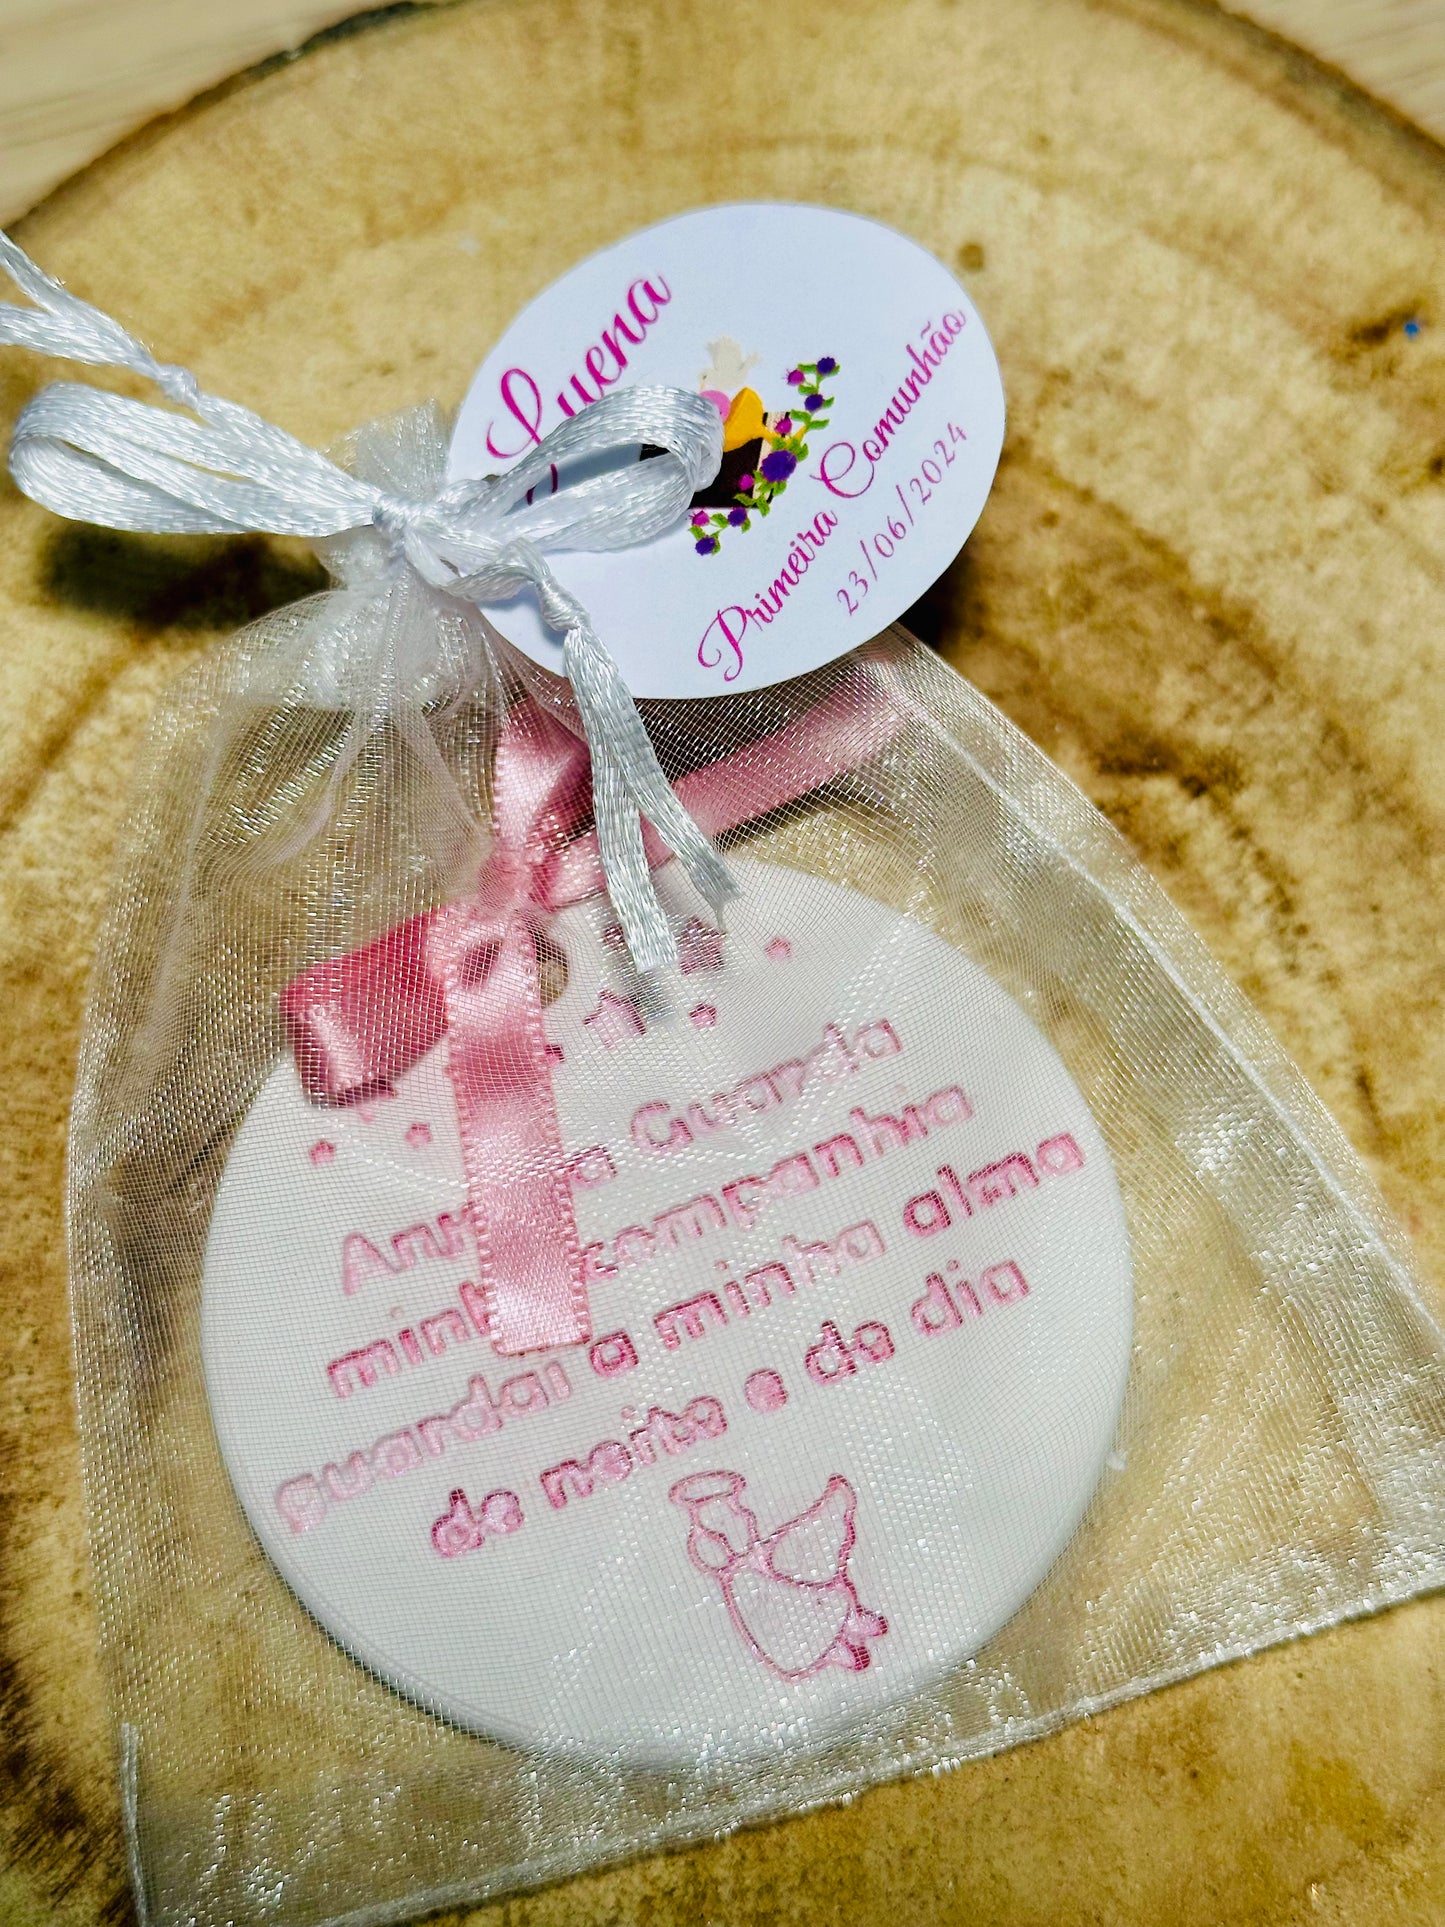 Luena
Primeira Comunhão
23/06/2024
Guarda
companhia
guardai a minha alma
de noite e de dia